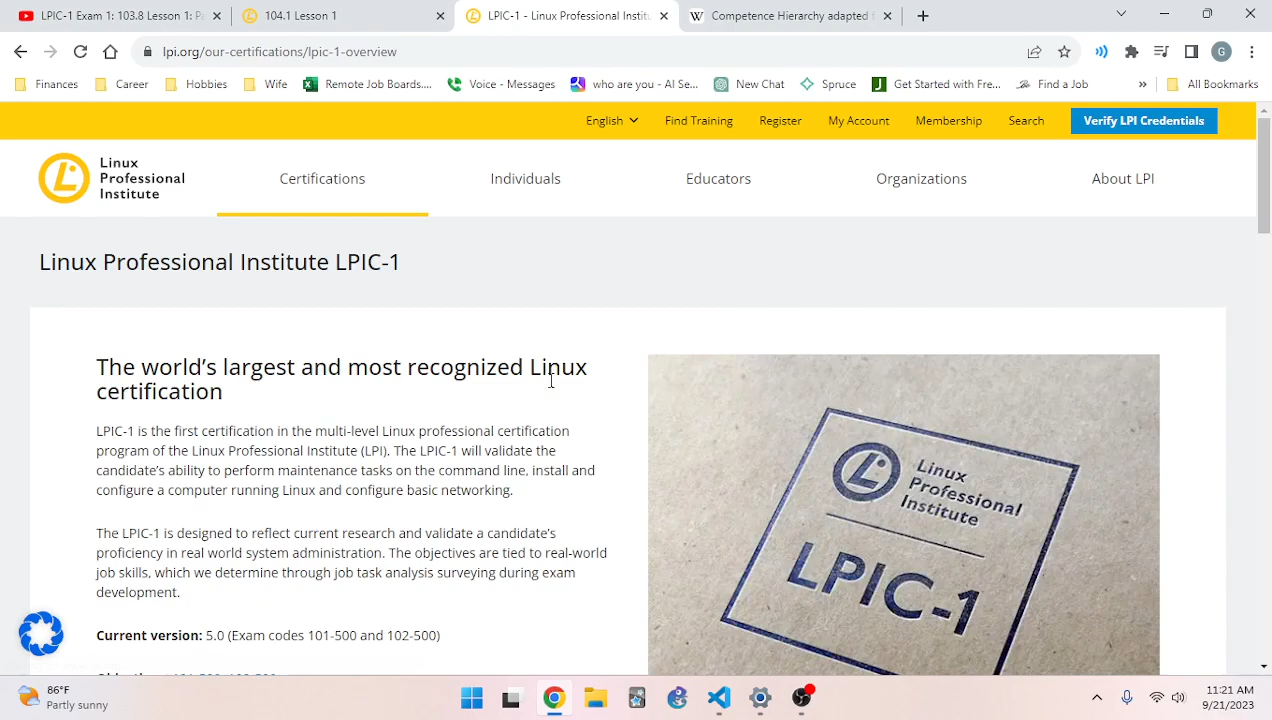 LPIC-1 Exam 1: 103.8 Lesson 1: Pa
104.1 Lesson 1
LPIC-1 - Linux Professional Institu
Competence Hierarchy adapted f
lpi.org/our-certifications/lpic-1-overview
G
Finances
Career
Hobbies
Wife
Remote Job Boards....
Voice - Messages
who are you - AI Se...
New Chat
Spruce
Get Started with Fre...
Find a Job
»
All Bookmarks
English
Find Training
Register
My Account
Membership
Search
Verify LPI Credentials
Linux
Professional
Institute
Certifications
Individuals
Educators
Organizations
About LPI
Linux Professional Institute LPIC-1
The world’s largest and most recognized Linux
certification
LPIC-1 is the first certification in the multi-level Linux professional certification
program of the Linux Professional Institute (LPI). The LPIC-1 will validate the
candidate’s ability to perform maintenance tasks on the command line, install and
configure a computer running Linux and configure basic networking.
The LPIC-1 is designed to reflect current research and validate a candidate’s
proficiency in real world system administration. The objectives are tied to real-world
job skills, which we determine through job task analysis surveying during exam
development.
Current version: 5.0 (Exam codes 101-500 and 102-500)
Linux
Professional
Institute
LPIC-1
86°F
Partly sunny
11:21 AM
9/21/2023